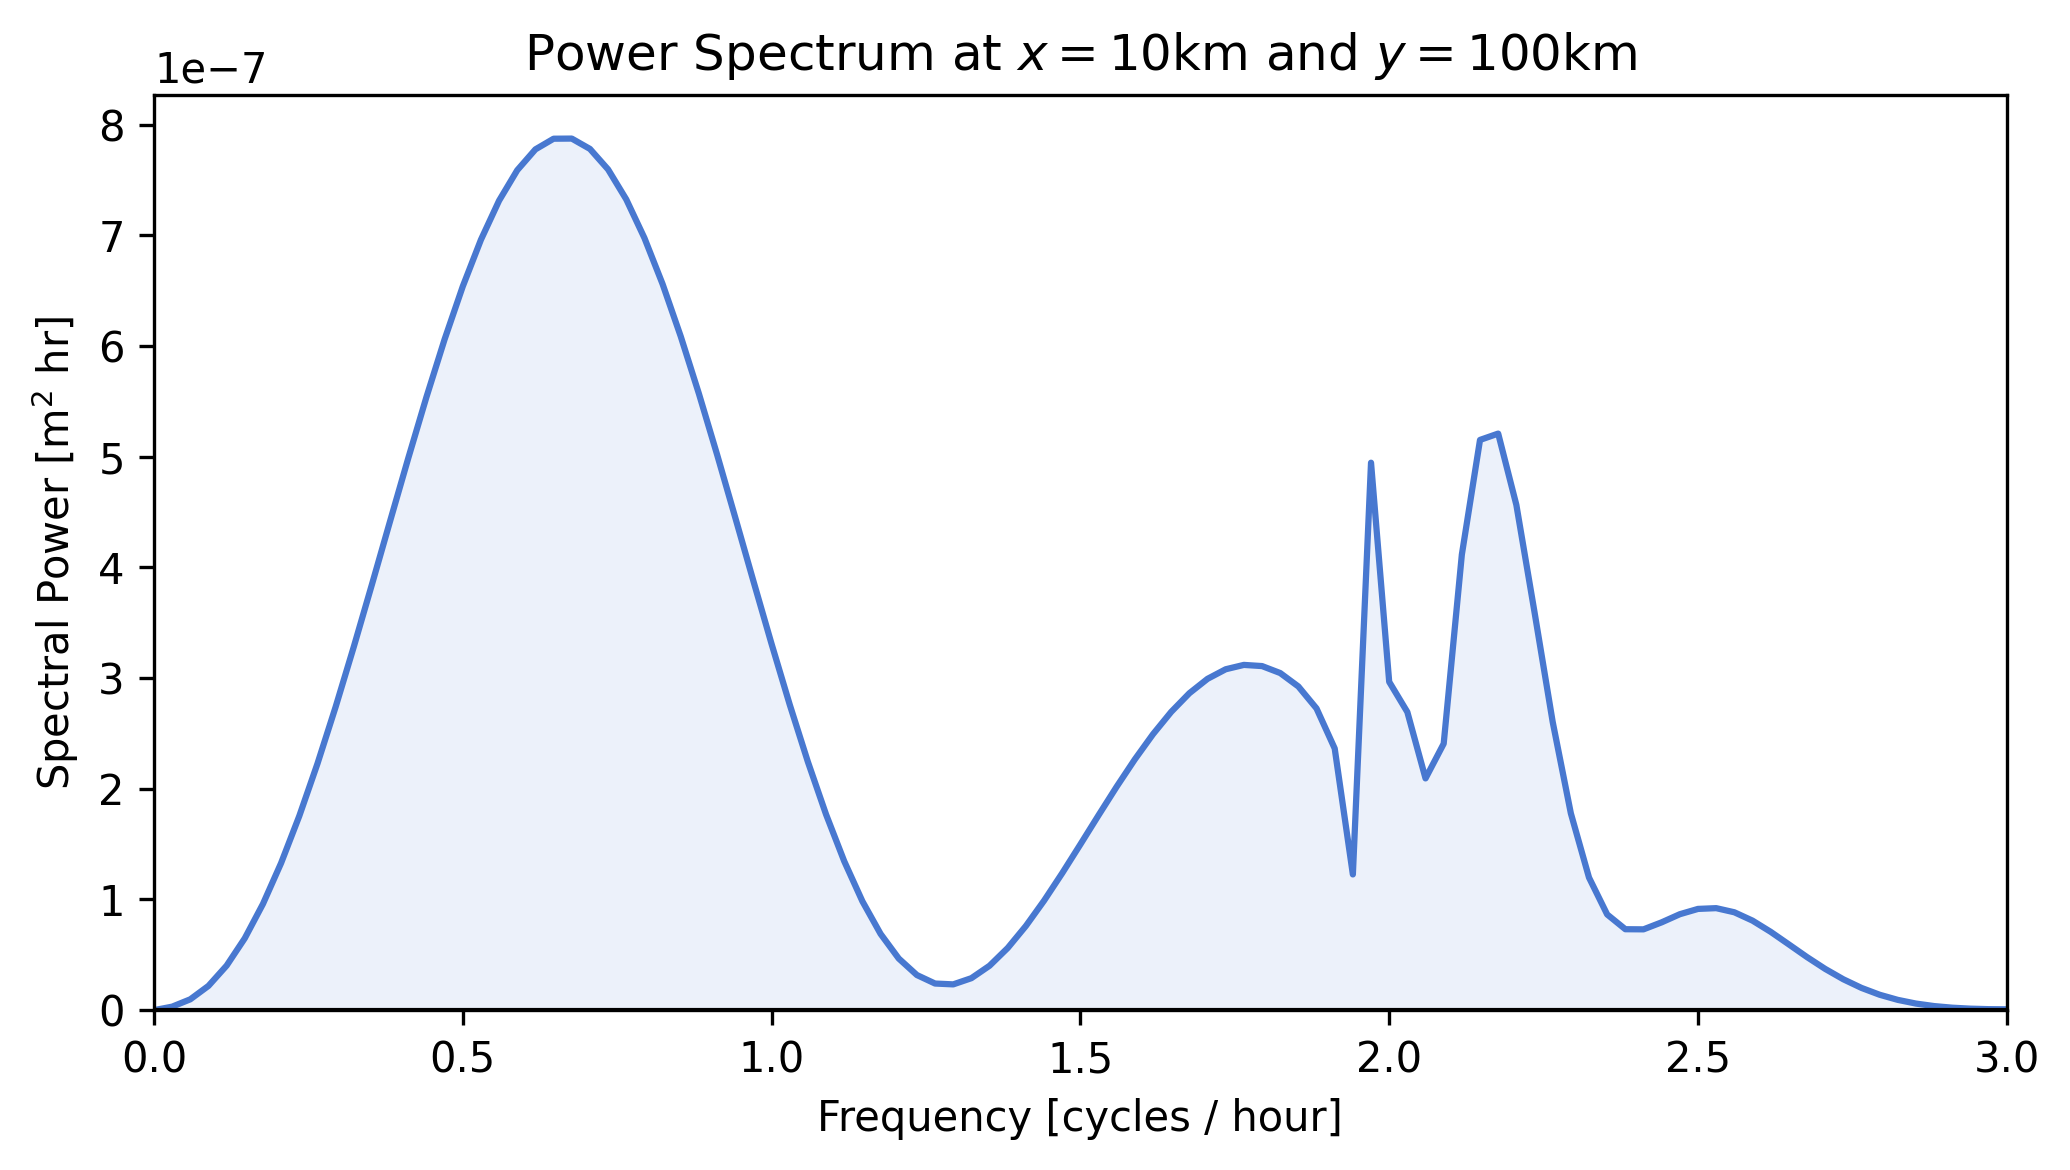 Power Spectrum at x = 10km and y = 100km
1e−7
8
7
6
5
4
3
2
1
0
Spectral Power [m² hr]
0.0 0.5 1.0 1.5 2.0 2.5 3.0
Frequency [cycles / hour]